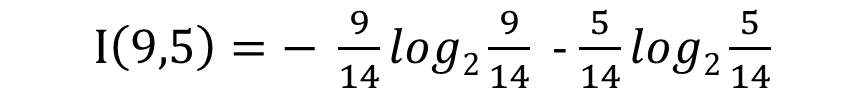 I(9,5) = − 9/14 log₂ 9/14 - 5/14 log₂ 5/14